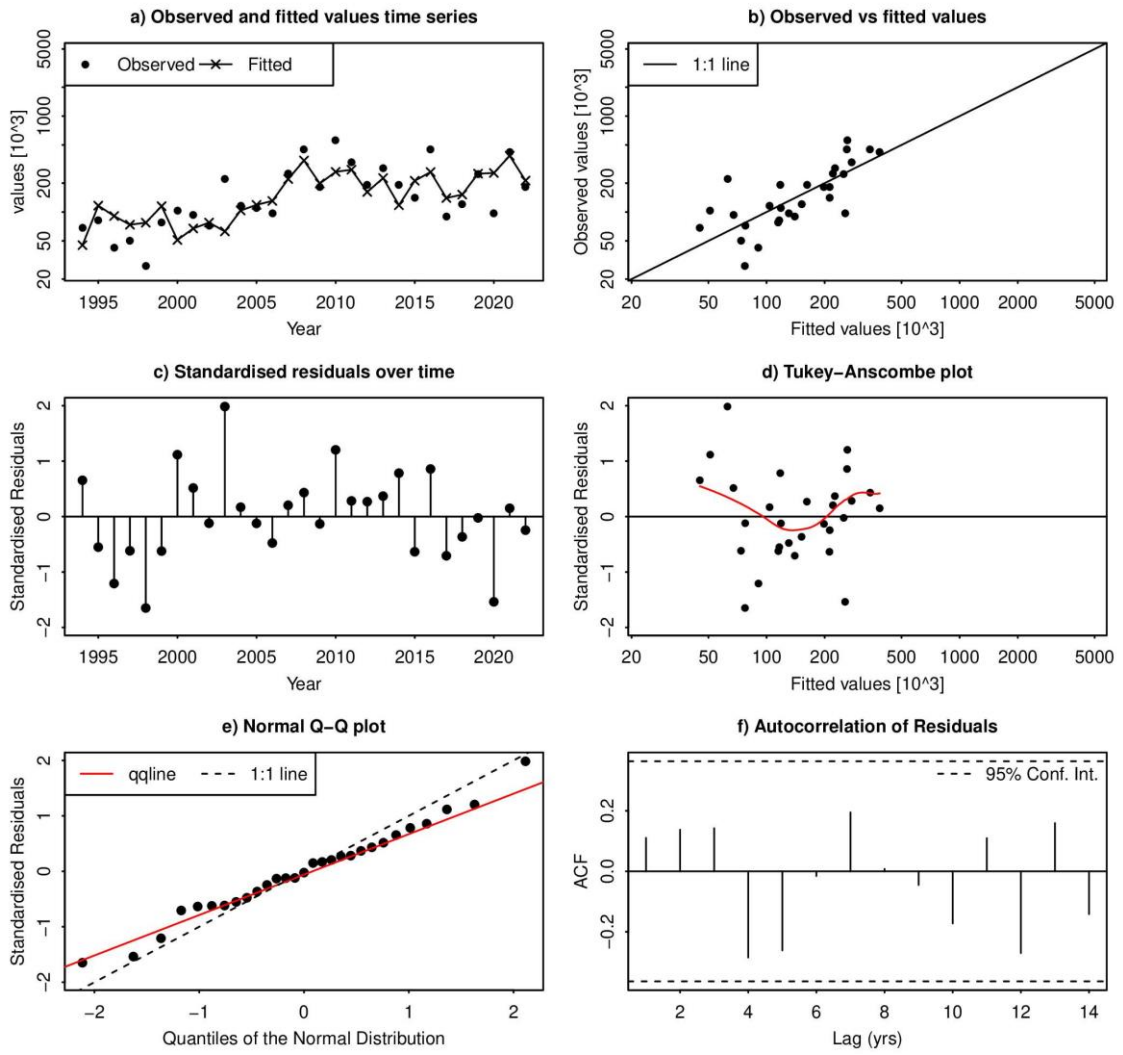 a) Observed and fitted values time series
Observed
Fitted
values [10^3]
20 50 200 1000 5000
1995 2000 2005 2010 2015 2020
Year
b) Observed vs fitted values
1:1 line
Observed values [10^3]
20 50 200 1000 5000
20 50 100 200 500 1000 2000 5000
Fitted values [10^3]
c) Standardised residuals over time
Standardised Residuals
−2 −1 0 1 2
1995 2000 2005 2010 2015 2020
Year
d) Tukey−Anscombe plot
Standardised Residuals
−2 −1 0 1 2
20 50 100 200 500 1000 2000 5000
Fitted values [10^3]
e) Normal Q−Q plot
qqline
1:1 line
Standardised Residuals
−2 −1 0 1 2
−2 −1 0 1 2
Quantiles of the Normal Distribution
f) Autocorrelation of Residuals
95% Conf. Int.
ACF
−0.2 0.0 0.2
2 4 6 8 10 12 14
Lag (yrs)